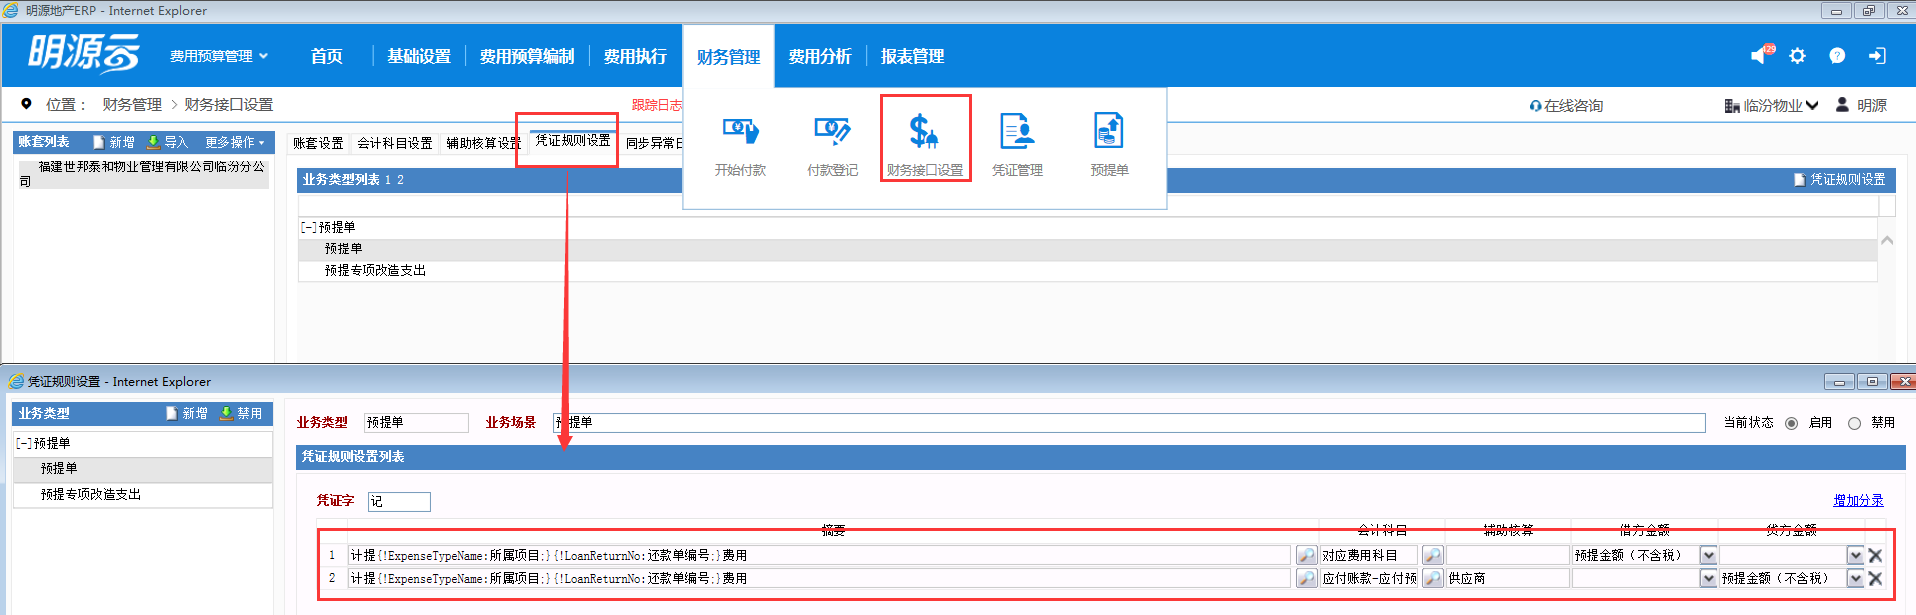 明源地产ERP - Internet Explorer
明源云 费用预算管理 首页 基础设置 费用预算编制 费用执行 财务管理 费用分析 报表管理 129
位置： 财务管理 > 财务接口设置 跟踪日志 在线咨询 临汾物业 明源
账套列表 新增 导入 更多操作
福建世邦泰和物业管理有限公司临汾分公
司
账套设置 会计科目设置 辅助核算设置 凭证规则设置 同步异常日
开始付款 付款登记 财务接口设置 凭证管理 预提单
业务类型列表 1 2 凭证规则设置
[-]预提单
预提单
预提专项改造支出
凭证规则设置 - Internet Explorer
业务类型 新增 禁用
[-]预提单
预提单
预提专项改造支出
业务类型 预提单 业务场景 预提单 当前状态 启用 禁用
凭证规则设置列表
凭证字 记 增加分录
摘要 会计科目 辅助核算 借方金额 贷方金额
1 计提{!ExpenseTypeName:所属项目;}{!LoanReturnNo:还款单编号;}费用 对应费用科目 预提金额（不含税）
2 计提{!ExpenseTypeName:所属项目;}{!LoanReturnNo:还款单编号;}费用 应付账款-应付预 供应商 预提金额（不含税）